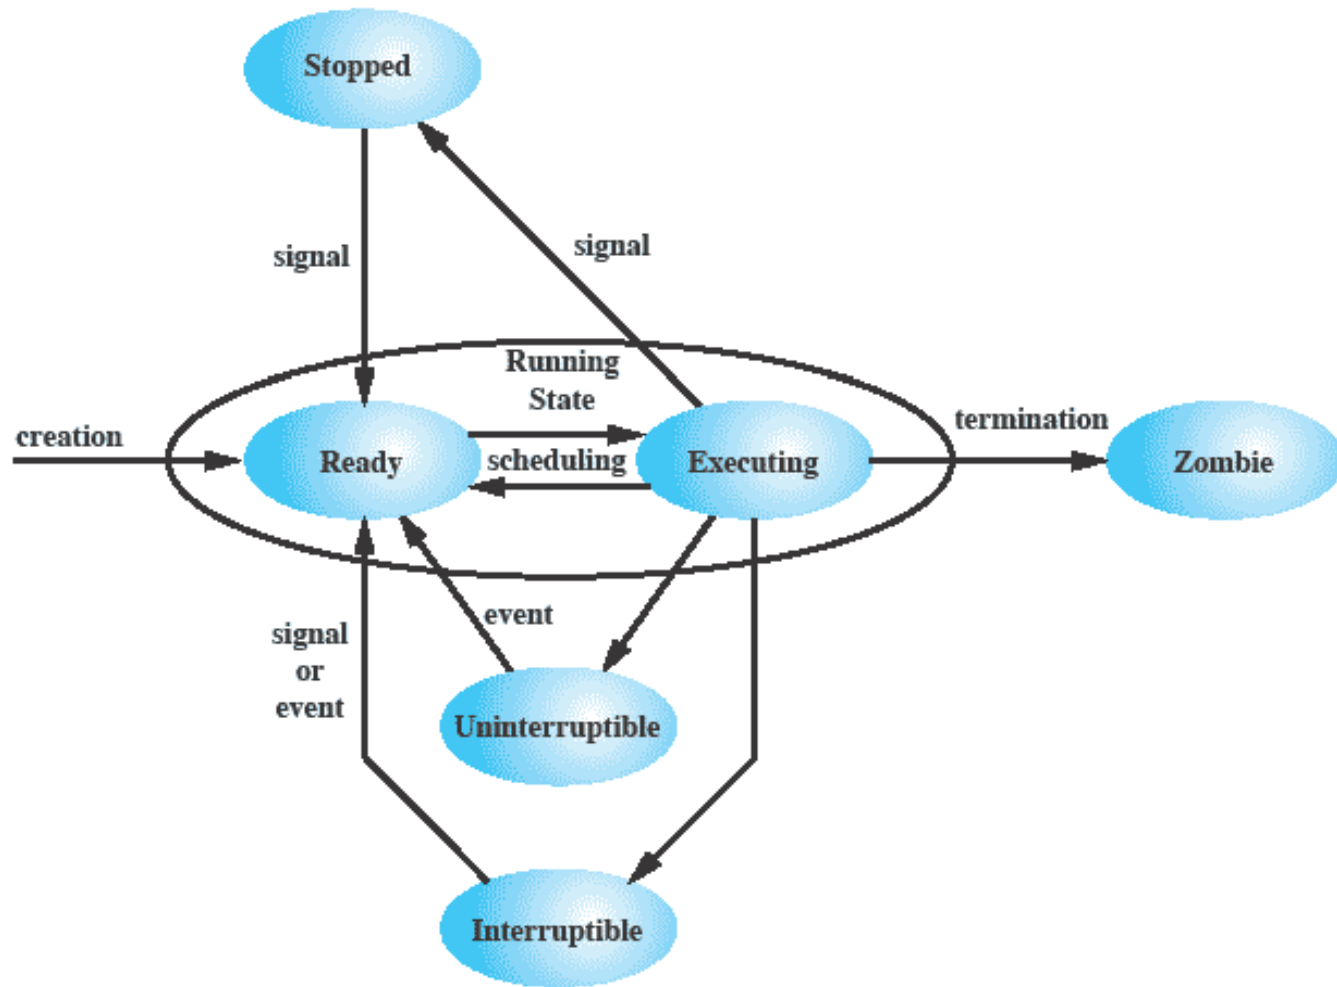 Stopped
signal
signal
Running
State
creation
Ready
scheduling
Executing
termination
Zombie
event
signal
or
event
Uninterruptible
Interruptible